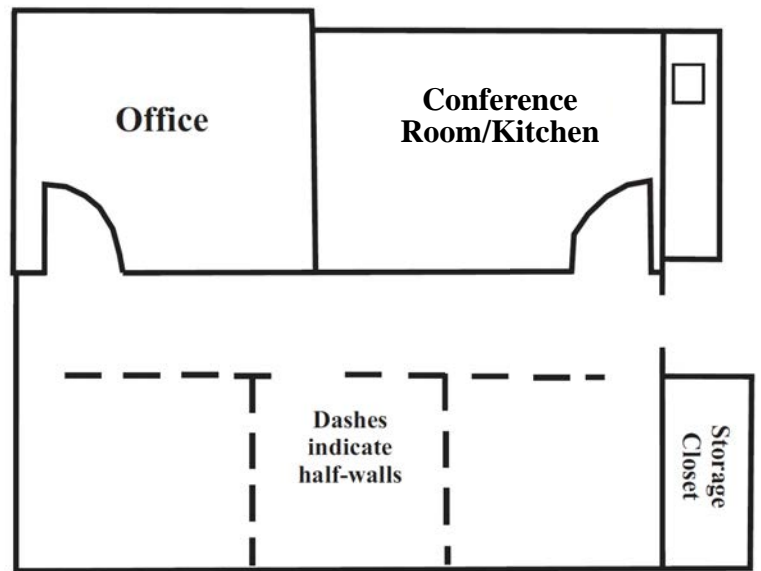 Office
Conference
Room/Kitchen
Dashes
indicate
half-walls
Storage
Closet